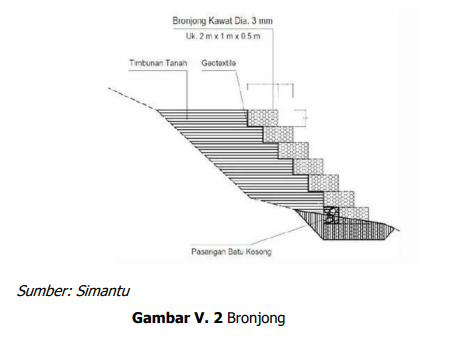 Bronjong Kawat Dia. 3 mm
Uk. 2 m x 1 m x 0.5 m
Timbunan Tanah
Geotextile
Pasangan Batu Kosong
Sumber: Simantu
Gambar V. 2 Bronjong